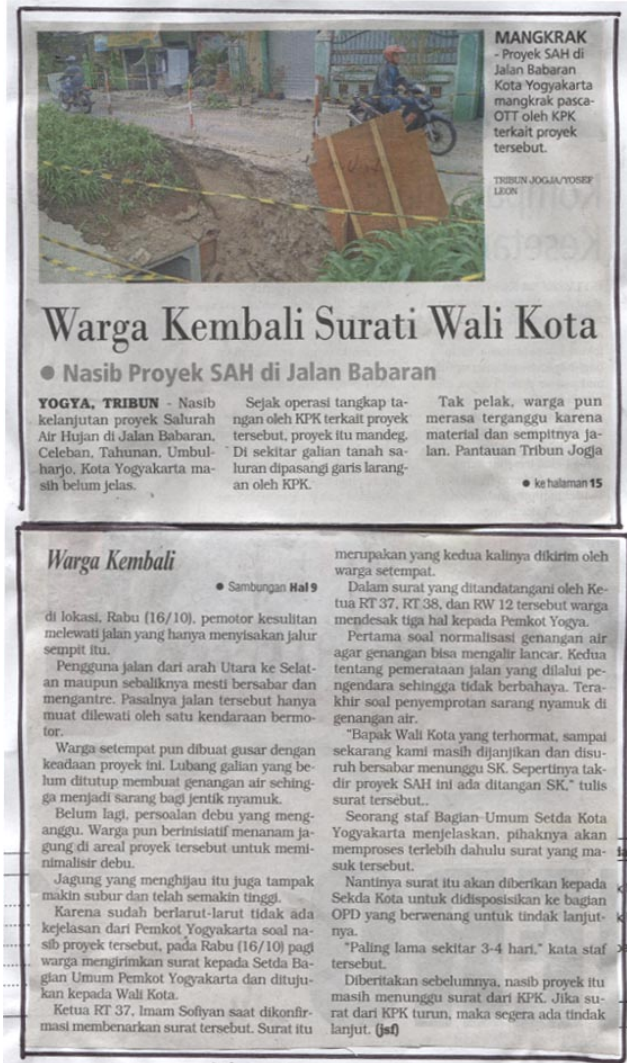 MANGKRAK
- Proyek SAH di
Jalan Babaran
Kota Yogyakarta
mangkrak pasca-
OTT oleh KPK
terkait proyek
tersebut.
TRIBUN JOGJA/YOSEF
LEON
Warga Kembali Surati Wali Kota
● Nasib Proyek SAH di Jalan Babaran
YOGYA, TRIBUN - Nasib
kelanjutan proyek Salurah
Air Hujan di Jalan Babaran,
Celeban, Tahunan, Umbul-
harjo, Kota Yogyakarta ma-
sih belum jelas.
Sejak operasi tangkap ta-
ngan oleh KPK terkait proyek
tersebut, proyek itu mandeg.
Di sekitar galian tanah sa-
luran dipasangi garis larang-
an oleh KPK.
Tak pelak, warga pun
merasa terganggu karena
material dan sempitnya ja-
lan. Pantauan Tribun Jogja
● ke halaman 15
Warga Kembali
● Sambungan Hal 9
di lokasi, Rabu (16/10), pemotor kesulitan
melewati jalan yang hanya menyisakan jalur
sempit itu.
Pengguna jalan dari arah Utara ke Selat-
an maupun sebaliknya mesti bersabar dan
mengantre. Pasalnya jalan tersebut hanya
muat dilewati oleh satu kendaraan bermo-
tor.
Warga setempat pun dibuat gusar dengan
keadaan proyek ini. Lubang galian yang be-
lum ditutup membuat genangan air sehing-
ga menjadi sarang bagi jentik nyamuk.
Belum lagi, persoalan debu yang meng-
anggu. Warga pun berinisiatif menanam ja-
gung di areal proyek tersebut untuk memi-
nimalisir debu.
Jagung yang menghijau itu juga tampak
makin subur dan telah semakin tinggi.
Karena sudah berlarut-larut tidak ada
kejelasan dari Pemkot Yogyakarta soal na-
sib proyek tersebut, pada Rabu (16/10) pagi
warga mengirimkan surat kepada Setda Ba-
gian Umum Pemkot Yogyakarta dan dituju-
kan kepada Wali Kota.
Ketua RT 37, Imam Sofiyan saat dikonfir-
masi membenarkan surat tersebut. Surat itu
merupakan yang kedua kalinya dikirim oleh
warga setempat.
Dalam surat yang ditandatangani oleh Ke-
tua RT 37, RT 38, dan RW 12 tersebut warga
mendesak tiga hal kepada Pemkot Yogya.
Pertama soal normalisasi genangan air
agar genangan bisa mengalir lancar. Kedua
tentang pemerataan jalan yang dilalui pe-
ngendara sehingga tidak berbahaya. Tera-
khir soal penyemprotan sarang nyamuk di
genangan air.
"Bapak Wali Kota yang terhormat, sampai
sekarang kami masih dijanjikan dan disu-
ruh bersabar menunggu SK. Sepertinya tak-
dir proyek SAH ini ada ditangan SK," tulis
surat tersebut..
Seorang staf Bagian Umum Setda Kota
Yogyakarta menjelaskan, pihaknya akan
memproses terlebih dahulu surat yang ma-
suk tersebut.
Nantinya surat itu akan diberikan kepada
Sekda Kota untuk didisposisikan ke bagian
OPD yang berwenang untuk tindak lanjut-
nya.
"Paling lama sekitar 3-4 hari," kata staf
tersebut.
Diberitakan sebelumnya, nasib proyek itu
masih menunggu surat dari KPK. Jika su-
rat dari KPK turun, maka segera ada tindak
lanjut. (jsf)